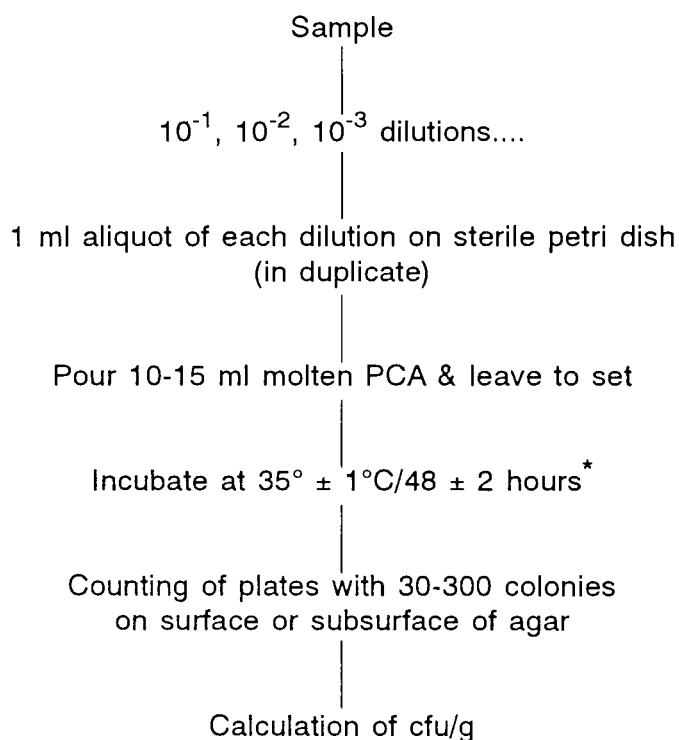 Sample
10⁻¹, 10⁻², 10⁻³ dilutions....
1 ml aliquot of each dilution on sterile petri dish
(in duplicate)
Pour 10-15 ml molten PCA & leave to set
Incubate at 35° ± 1°C/48 ± 2 hours*
Counting of plates with 30-300 colonies
on surface or subsurface of agar
Calculation of cfu/g